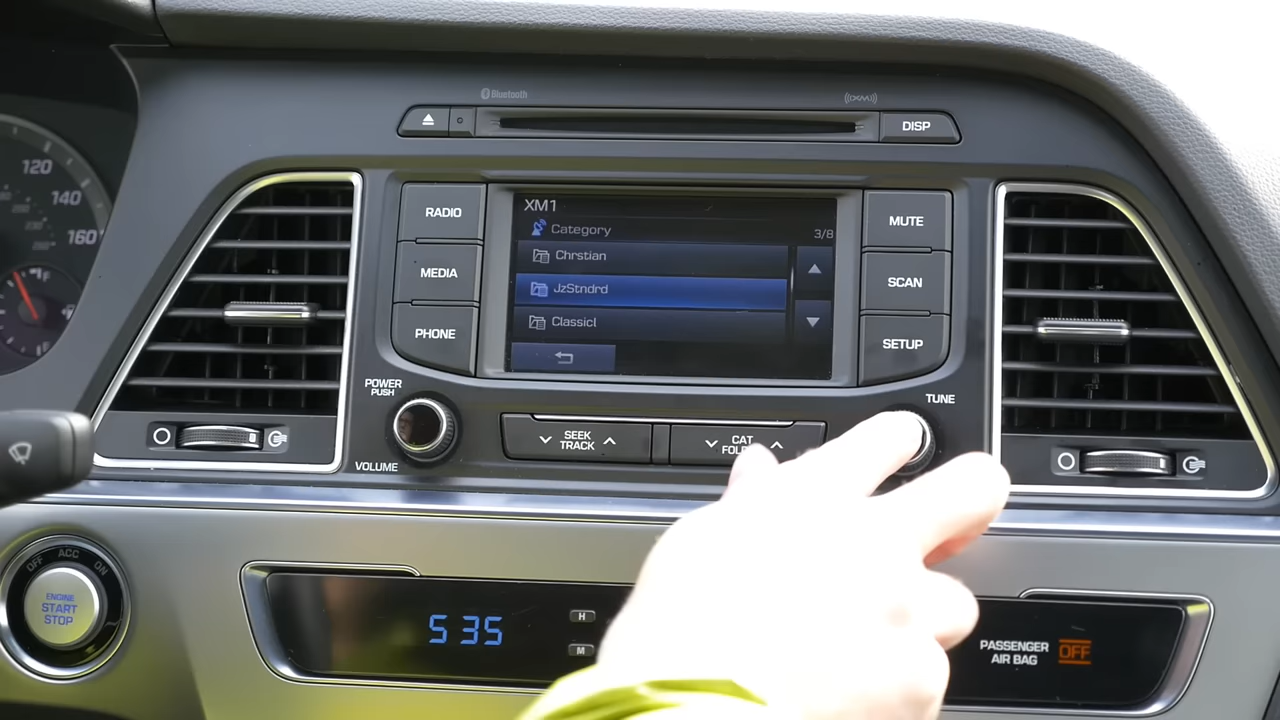 Bluetooth
((XM))
DISP
120
140
160
RADIO
MEDIA
PHONE
XM1
Category
3/8
Chrstian
JzStndrd
Classicl
MUTE
SCAN
SETUP
POWER
PUSH
VOLUME
SEEK
TRACK
CAT
TUNE
OFF ACC ON
ENGINE
START
STOP
5 35
H
M
PASSENGER
AIR BAG
OFF